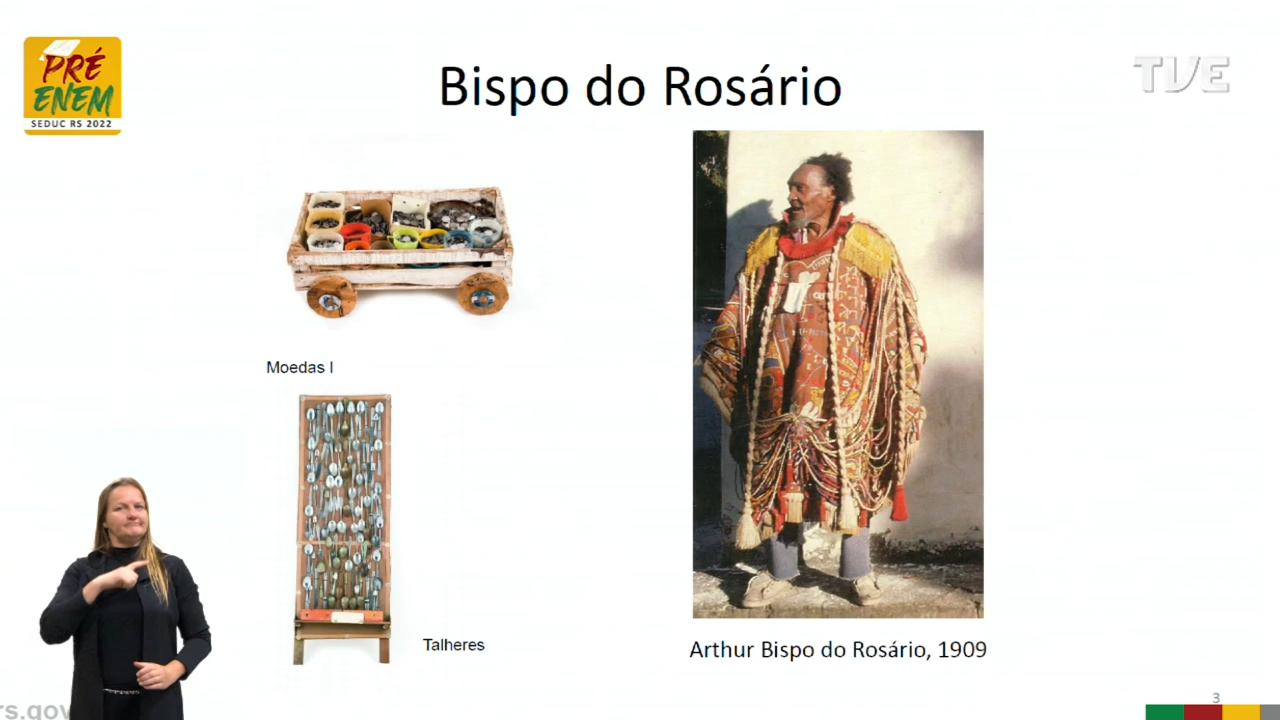 PRÉ
ENEM
SEDUC RS 2022
Bispo do Rosário
TVE
Moedas I
Talheres
Arthur Bispo do Rosário, 1909
rs.gov
3